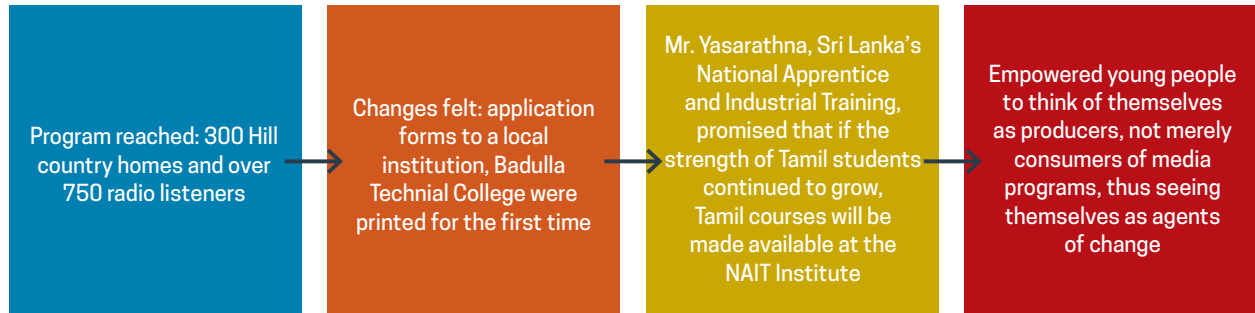 Program reached: 300 Hill
country homes and over
750 radio listeners
Changes felt: application
forms to a local
institution, Badulla
Technial College were
printed for the first time
Mr. Yasarathna, Sri Lanka’s
National Apprentice
and Industrial Training,
promised that if the
strength of Tamil students
continued to grow,
Tamil courses will be
made available at the
NAIT Institute
Empowered young people
to think of themselves
as producers, not merely
consumers of media
programs, thus seeing
themselves as agents
of change